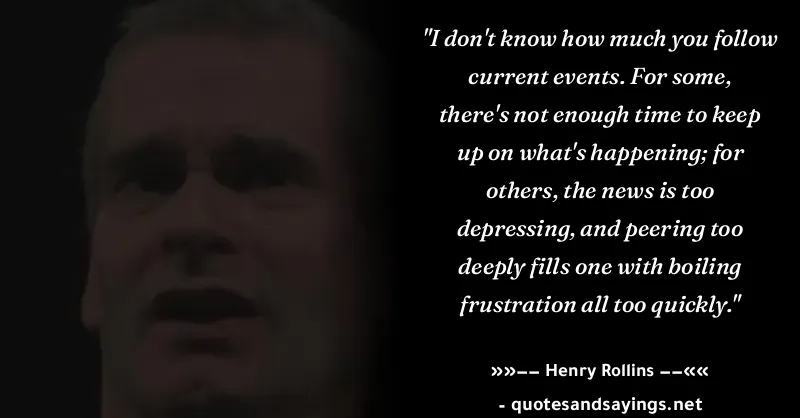 "I don't know how much you follow
current events. For some,
there's not enough time to keep
up on what's happening; for
others, the news is too
depressing, and peering too
deeply fills one with boiling
frustration all too quickly."
»»–– Henry Rollins ––««
- quotesandsayings.net